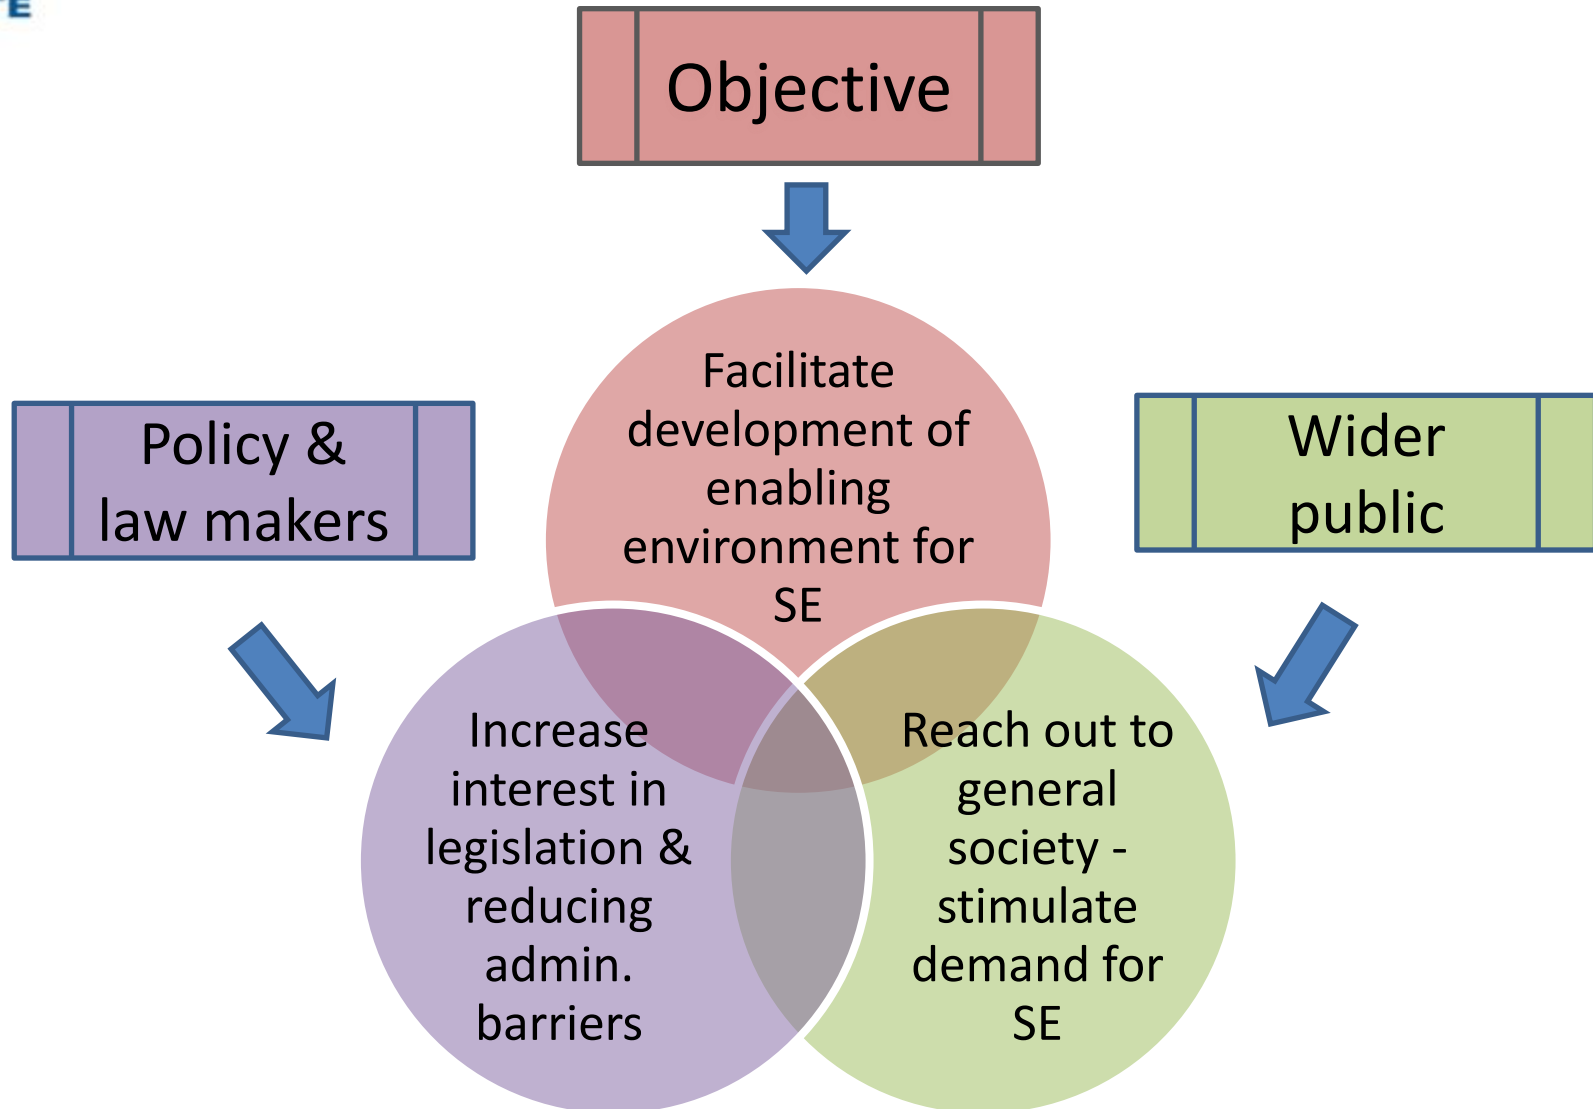 Objective
Facilitate
development of
enabling
environment for
SE
Policy &
law makers
Wider
public
Increase
interest in
legislation &
reducing
admin.
barriers
Reach out to
general
society -
stimulate
demand for
SE